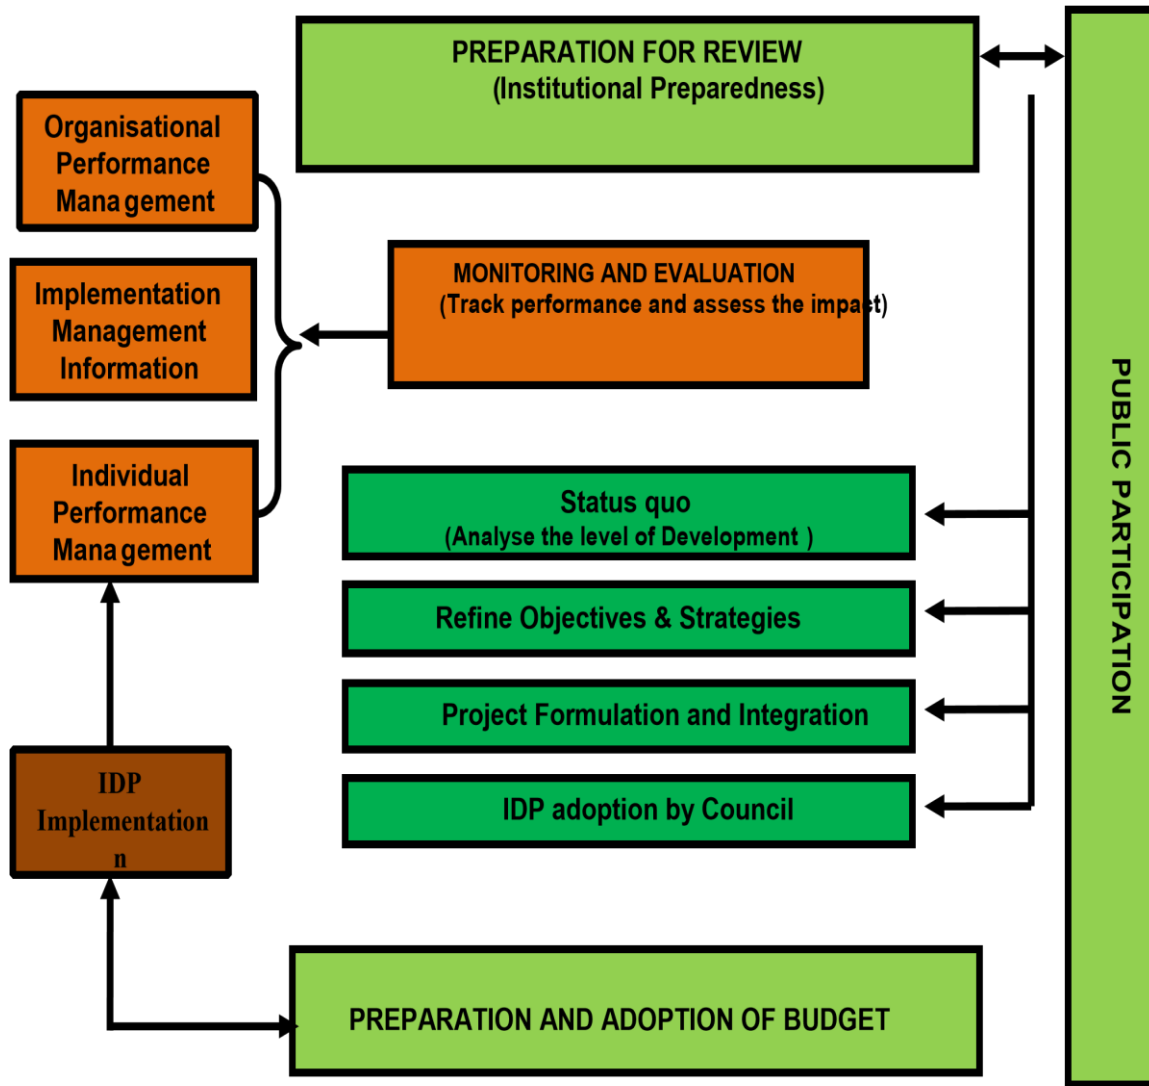 PREPARATION FOR REVIEW
(Institutional Preparedness)
Organisational
Performance
Mana gement
MONITORING AND EVALUATION
(Track performance and assess the impact)
Implementation
Management
Information
Individual
Performance
Mana gement
Status quo
(Analyse the level of Development )
Refine Objectives & Strategies
Project Formulation and Integration
IDP adoption by Council
IDP
Implementatio
n
PREPARATION AND ADOPTION OF BUDGET
PUBLIC PARTICIPATION